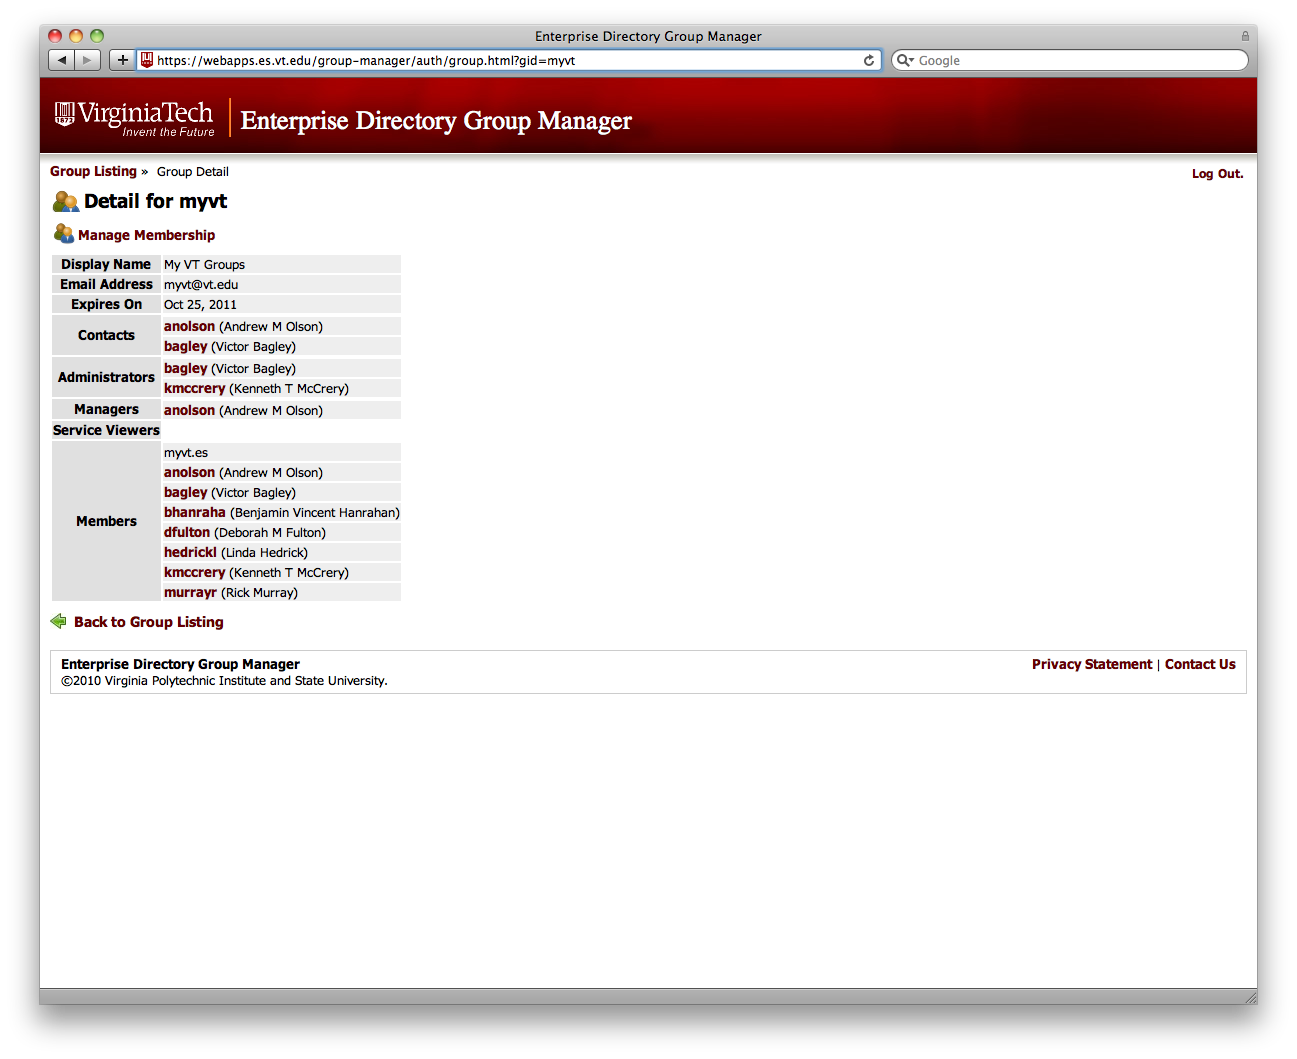 Enterprise Directory Group Manager
https://webapps.es.vt.edu/group-manager/auth/group.html?gid=myvt
Google
VirginiaTech
1872
Invent the Future
Enterprise Directory Group Manager
Group Listing » Group Detail
Log Out.
Detail for myvt
Manage Membership
Display Name My VT Groups
Email Address myvt@vt.edu
Expires On Oct 25, 2011
Contacts
anolson (Andrew M Olson)
bagley (Victor Bagley)
Administrators
bagley (Victor Bagley)
kmccrery (Kenneth T McCrery)
Managers anolson (Andrew M Olson)
Service Viewers
Members
myvt.es
anolson (Andrew M Olson)
bagley (Victor Bagley)
bhanraha (Benjamin Vincent Hanrahan)
dfulton (Deborah M Fulton)
hedrickl (Linda Hedrick)
kmccrery (Kenneth T McCrery)
murrayr (Rick Murray)
Back to Group Listing
Enterprise Directory Group Manager
©2010 Virginia Polytechnic Institute and State University.
Privacy Statement | Contact Us